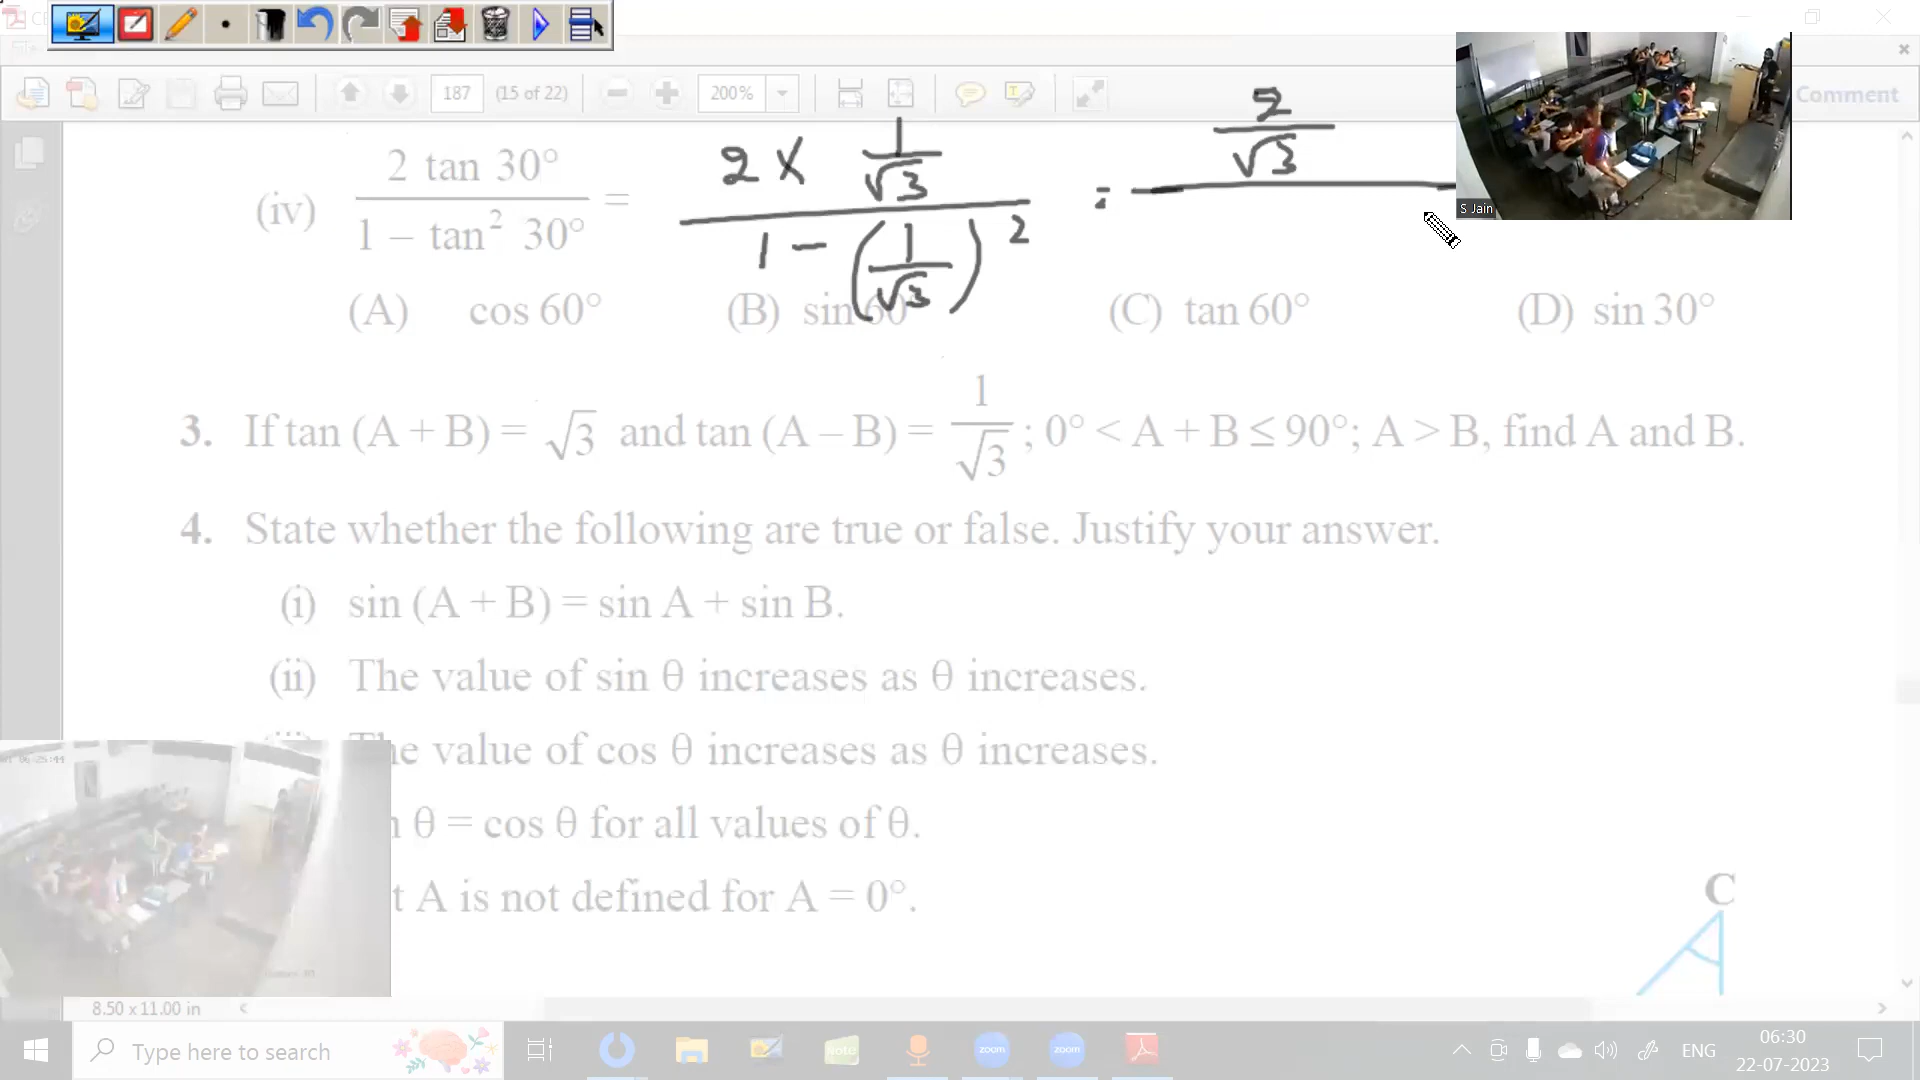 187 (15 of 22) 200% Comment
S Jain
(iv) 2 tan 30° / 1 – tan² 30° = 2 × 1/√3 / 1 – (1/√3)² = 2/√3
(A) cos 60° (B) sin 60° (C) tan 60° (D) sin 30°
3. If tan (A + B) = √3 and tan (A – B) = 1/√3 ; 0° < A + B ≤ 90°; A > B, find A and B.
4. State whether the following are true or false. Justify your answer.
(i) sin (A + B) = sin A + sin B.
(ii) The value of sin θ increases as θ increases.
he value of cos θ increases as θ increases.
θ = cos θ for all values of θ.
t A is not defined for A = 0°.
C
8.50 x 11.00 in
Type here to search
Note
zoom
zoom
ENG
06:30
22-07-2023